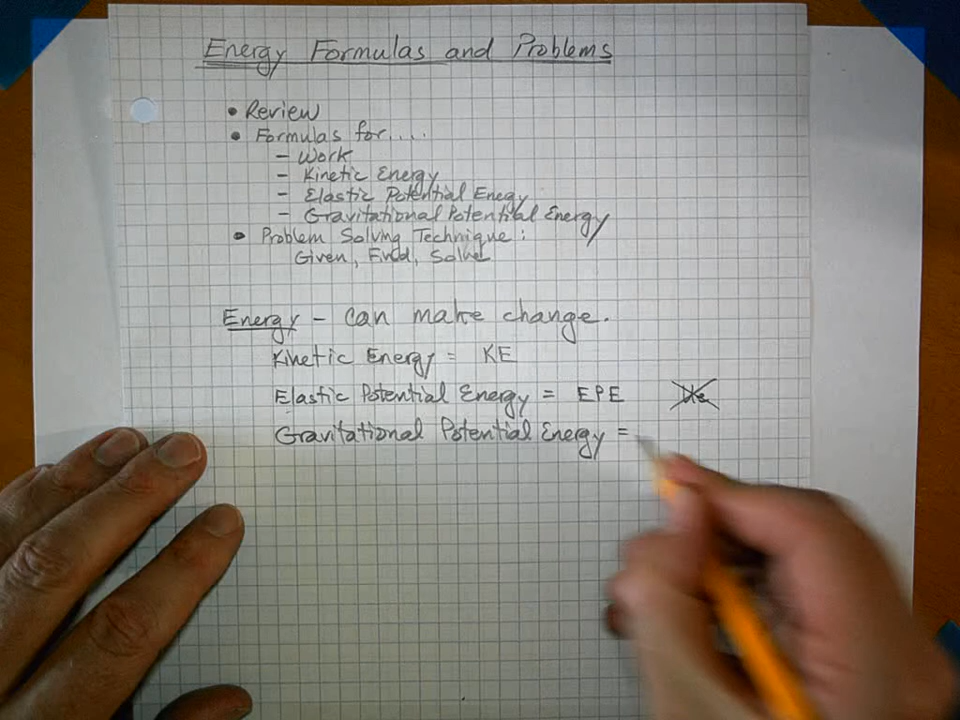 Energy Formulas and Problems
• Review
• Formulas for....
- Work
- Kinetic Energy
- Elastic Potential Enegy
- Gravitational Potential Energy
• Problem Solving Technique:
Given, Find, Solve
Energy - can make change.
Kinetic Energy = KE
Elastic Potential Energy = EPE
Gravitational Potential Energy =